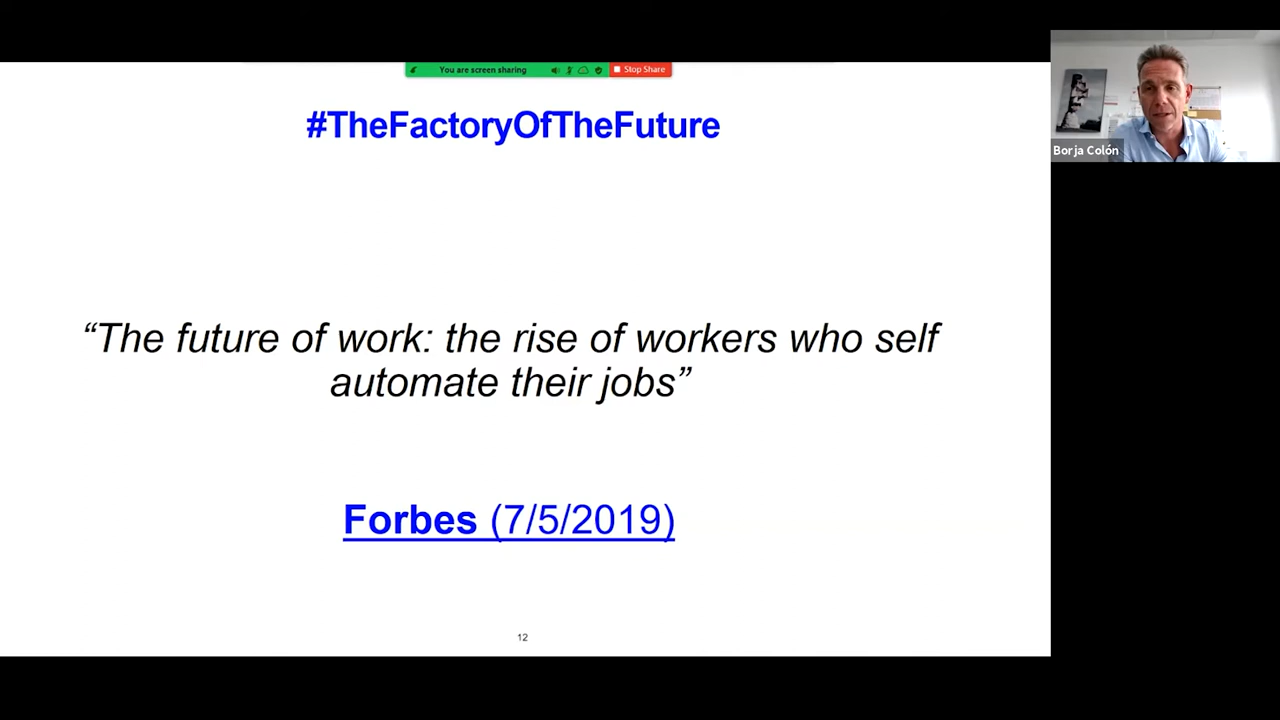 You are screen sharing
Stop Share
#TheFactoryOfTheFuture
Borja Colón
“The future of work: the rise of workers who self
automate their jobs”
Forbes (7/5/2019)
12